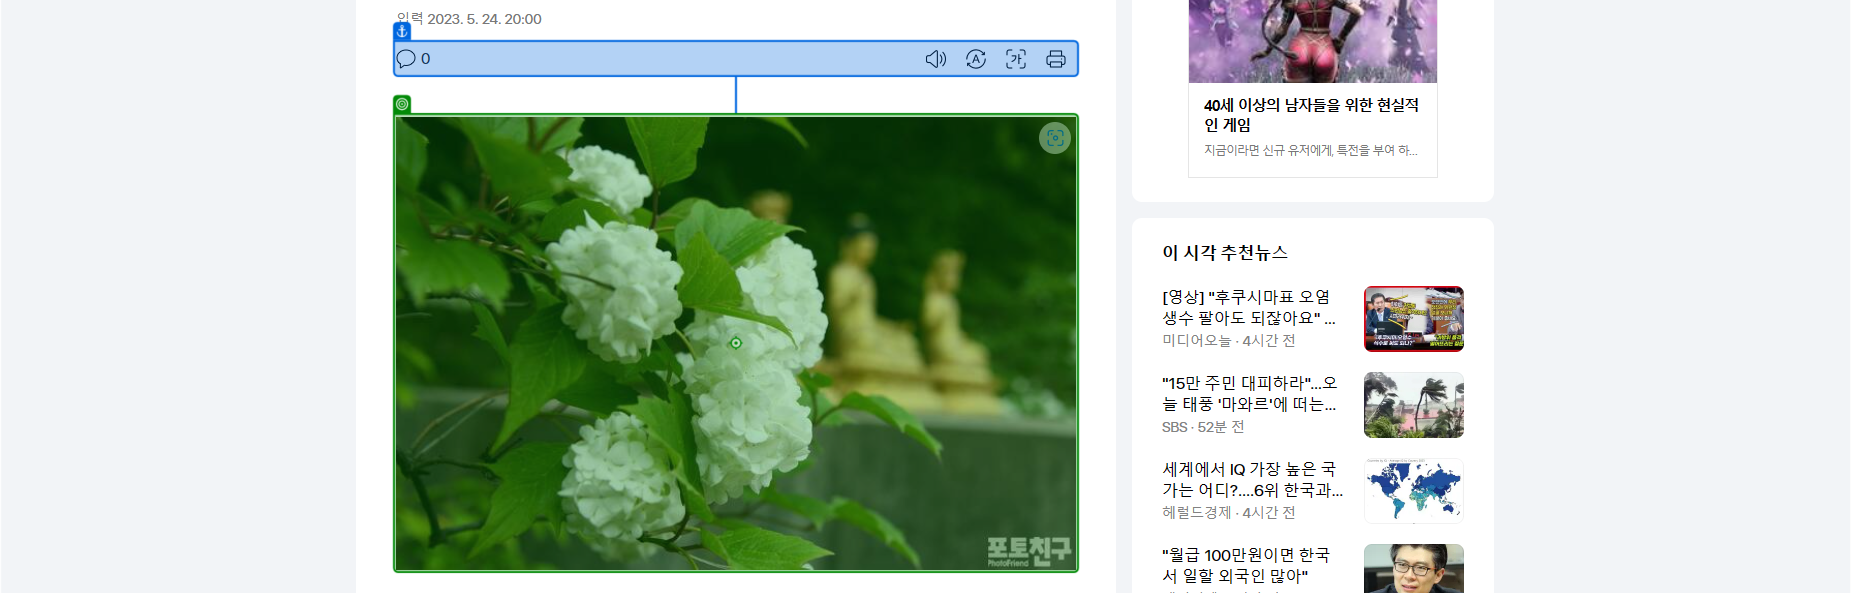 입력 2023. 5. 24. 20:00
0
가
포토친구
PhotoFriend
40세 이상의 남자들을 위한 현실적
인 게임
지금이라면 신규 유저에게, 특전을 부여 하...
이 시각 추천뉴스
[영상] "후쿠시마표 오염
생수 팔아도 되잖아요" ...
미디어오늘 · 4시간 전
"15만 주민 대피하라"...오
늘 태풍 '마와르'에 떠는...
SBS · 52분 전
세계에서 IQ 가장 높은 국
가는 어디?....6위 한국과...
헤럴드경제 · 4시간 전
"월급 100만원이면 한국
서 일할 외국인 많아"